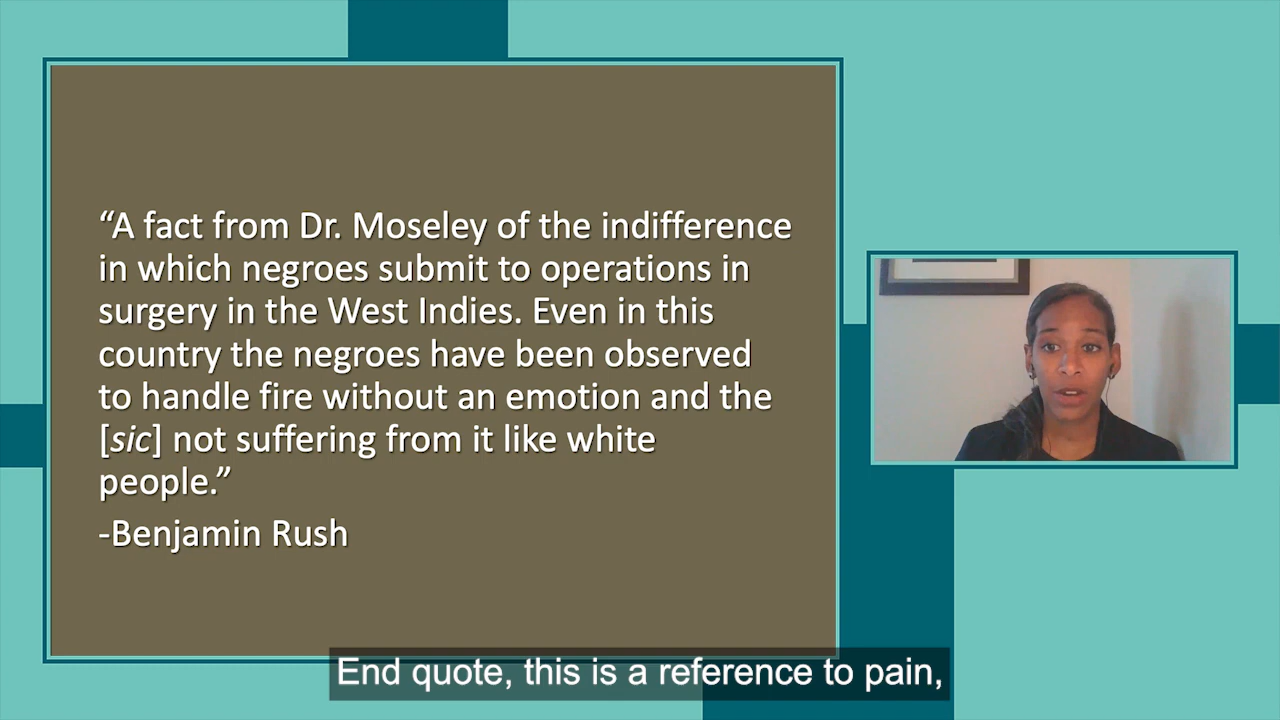 “A fact from Dr. Moseley of the indifference
in which negroes submit to operations in
surgery in the West Indies. Even in this
country the negroes have been observed
to handle fire without an emotion and the
[sic] not suffering from it like white
people.”
-Benjamin Rush
End quote, this is a reference to pain,